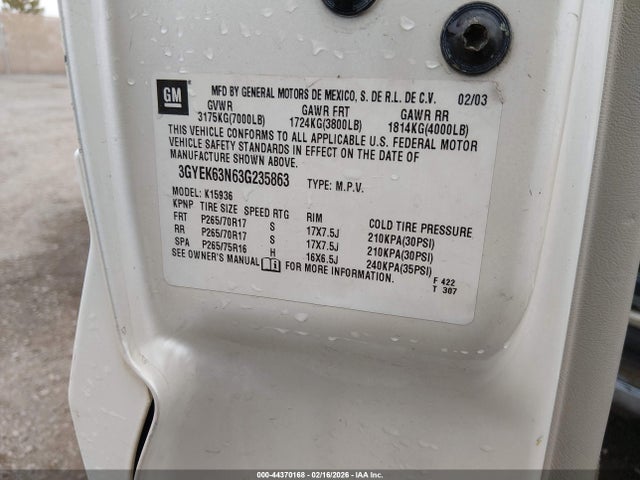 GM
MFD BY GENERAL MOTORS DE MEXICO, S. DE R.L. DE C.V. 02/03
GVWR GAWR FRT GAWR RR
3175KG(7000LB) 1724KG(3800LB) 1814KG(4000LB)
THIS VEHICLE CONFORMS TO ALL APPLICABLE U.S. FEDERAL MOTOR
VEHICLE SAFETY STANDARDS IN EFFECT ON THE DATE OF
MANUFACTURE SHOWN ABOVE.
3GYEK63N63G235863 TYPE: M.P.V.
MODEL: K15936
KPNP TIRE SIZE SPEED RTG RIM COLD TIRE PRESSURE
FRT P265/70R17 S 17X7.5J 210KPA(30PSI)
RR P265/70R17 S 17X7.5J 210KPA(30PSI)
SPA P265/75R16 H 16X6.5J 240KPA(35PSI)
SEE OWNER'S MANUAL FOR MORE INFORMATION.
F 422
T 307
000-44370168 | 02/16/2026 | IAA Inc.